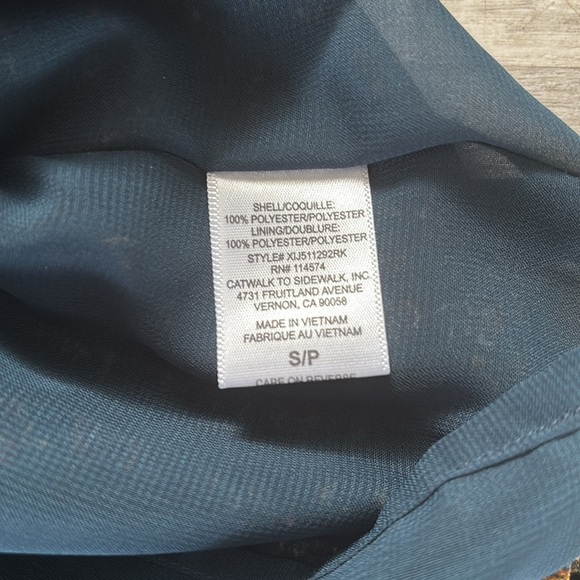 SHELL/COQUILLE:
100% POLYESTER/POLYESTER
LINING/DOUBLURE:
100% POLYESTER/POLYESTER
STYLE# XIJ511292RK
RN# 114574
CATWALK TO SIDEWALK, INC
4731 FRUITLAND AVENUE
VERNON, CA 90058
MADE IN VIETNAM
FABRIQUE AU VIETNAM
S/P
CARE ON REVERSE